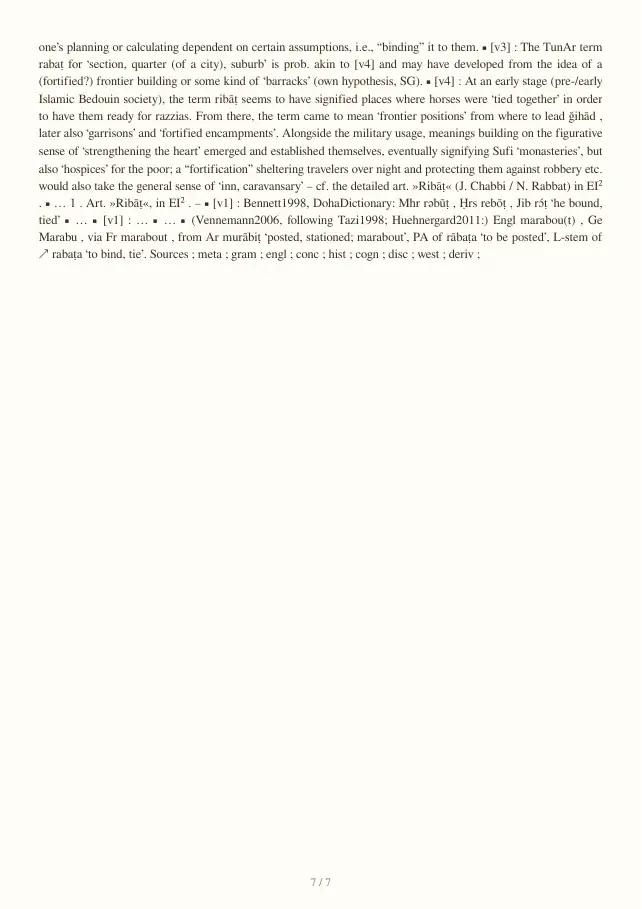 one’s planning or calculating dependent on certain assumptions, i.e., “binding” it to them. ▪ [v3] : The TunAr term
rabaṭ for ‘section, quarter (of a city), suburb’ is prob. akin to [v4] and may have developed from the idea of a
(fortified?) frontier building or some kind of ‘barracks’ (own hypothesis, SG). ▪ [v4] : At an early stage (pre-/early
Islamic Bedouin society), the term ribāṭ seems to have signified places where horses were ‘tied together’ in order
to have them ready for razzias. From there, the term came to mean ‘frontier positions’ from where to lead ǧihād ,
later also ‘garrisons’ and ‘fortified encampments’. Alongside the military usage, meanings building on the figurative
sense of ‘strengthening the heart’ emerged and established themselves, eventually signifying Sufi ‘monasteries’, but
also ‘hospices’ for the poor; a “fortification” sheltering travelers over night and protecting them against robbery etc.
would also take the general sense of ‘inn, caravansary’ – cf. the detailed art. »Ribāṭ« (J. Chabbi / N. Rabbat) in EI²
. ▪ … 1 . Art. »Ribāṭ«, in EI² . – ▪ [v1] : Bennett1998, DohaDictionary: Mhr rəbūṭ , Ḥrs rebōṭ , Jib rɔ́ṭ ‘he bound,
tied’ ▪ … ▪ [v1] : … ▪ … ▪ (Vennemann2006, following Tazi1998; Huehnergard2011:) Engl marabou(t) , Ge
Marabu , via Fr marabout , from Ar murābiṭ ‘posted, stationed; marabout’, PA of rābaṭa ‘to be posted’, L-stem of
↗ rabaṭa ‘to bind, tie’. Sources ; meta ; gram ; engl ; conc ; hist ; cogn ; disc ; west ; deriv ;
7 / 7